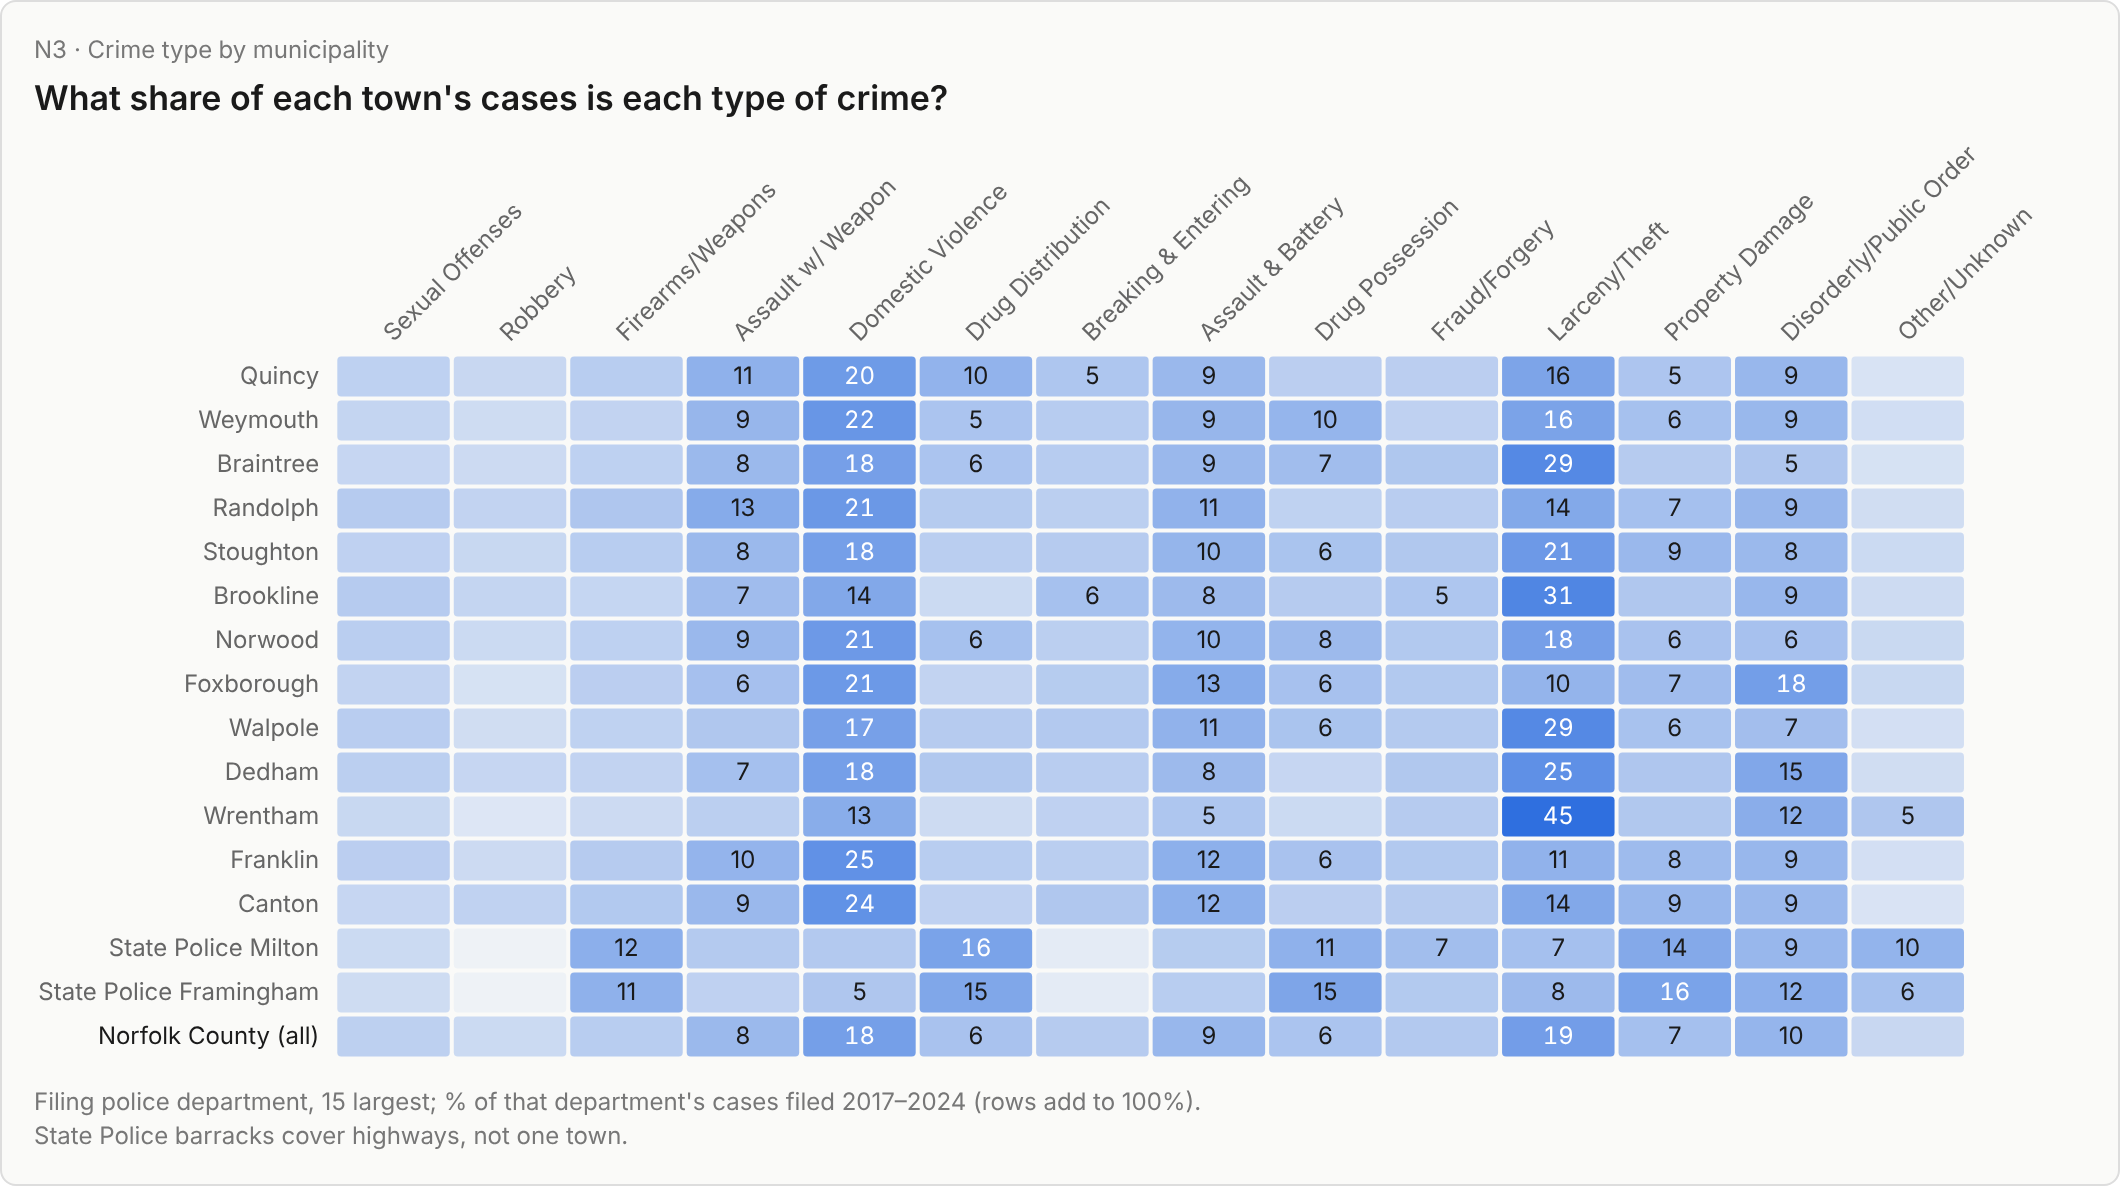 N3 · Crime type by municipality
What share of each town's cases is each type of crime?
Sexual Offenses
Robbery
Firearms/Weapons
Assault w/ Weapon
Domestic Violence
Drug Distribution
Breaking & Entering
Assault & Battery
Drug Possession
Fraud/Forgery
Larceny/Theft
Property Damage
Disorderly/Public Order
Other/Unknown
Quincy 11 20 10 5 9 16 5 9
Weymouth 9 22 5 9 10 16 6 9
Braintree 8 18 6 9 7 29 5
Randolph 13 21 11 14 7 9
Stoughton 8 18 10 6 21 9 8
Brookline 7 14 6 8 5 31 9
Norwood 9 21 6 10 8 18 6 6
Foxborough 6 21 13 6 10 7 18
Walpole 17 11 6 29 6 7
Dedham 7 18 8 25 15
Wrentham 13 5 45 12 5
Franklin 10 25 12 6 11 8 9
Canton 9 24 12 14 9 9
State Police Milton 12 16 11 7 7 14 9 10
State Police Framingham 11 5 15 15 8 16 12 6
Norfolk County (all) 8 18 6 9 6 19 7 10
Filing police department, 15 largest; % of that department's cases filed 2017–2024 (rows add to 100%).
State Police barracks cover highways, not one town.